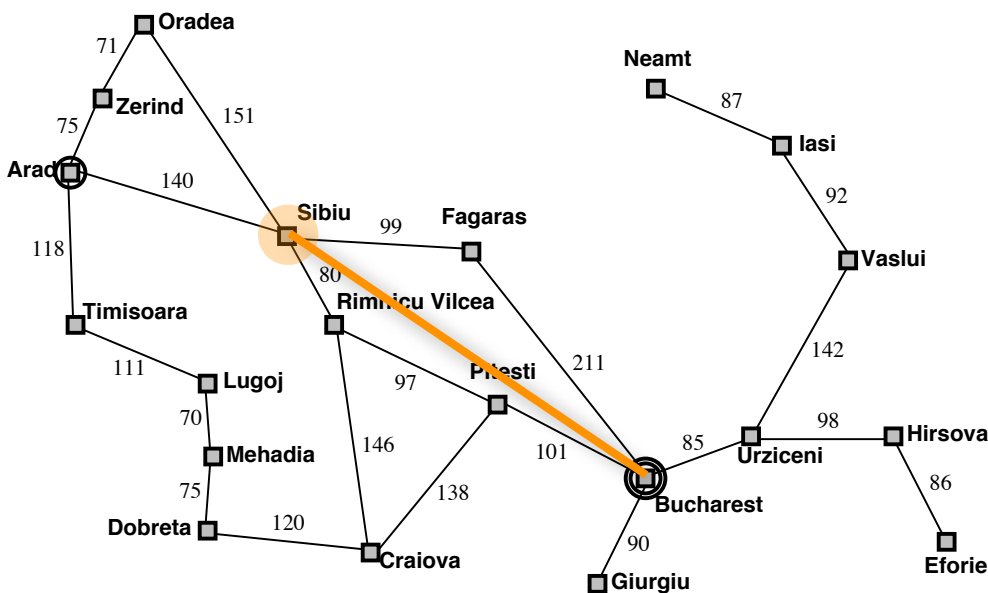 Oradea
71
Neamt
87
Zerind
151
75
Iasi
Arad
140
92
Sibiu
Fagaras
99
118
Vaslui
80
Rimnicu Vilcea
Timisoara
142
111
211
Pitesti
Lugoj
97
70
98
Hirsova
146
85
101
Urziceni
Mehadia
86
75
138
Bucharest
120
Dobreta
90
Craiova
Eforie
Giurgiu